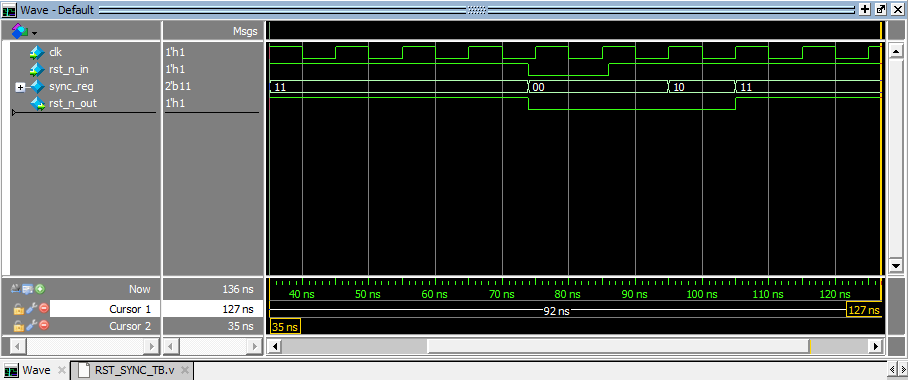 Wave - Default
Msgs
clk 1'h1
rst_n_in 1'h1
sync_reg 2'b11 11 00 10 11
rst_n_out 1'h1
Now 136 ns 40 ns 50 ns 60 ns 70 ns 80 ns 90 ns 100 ns 110 ns 120 ns
Cursor 1 127 ns 92 ns 127 ns
Cursor 2 35 ns 35 ns
Wave RST_SYNC_TB.v